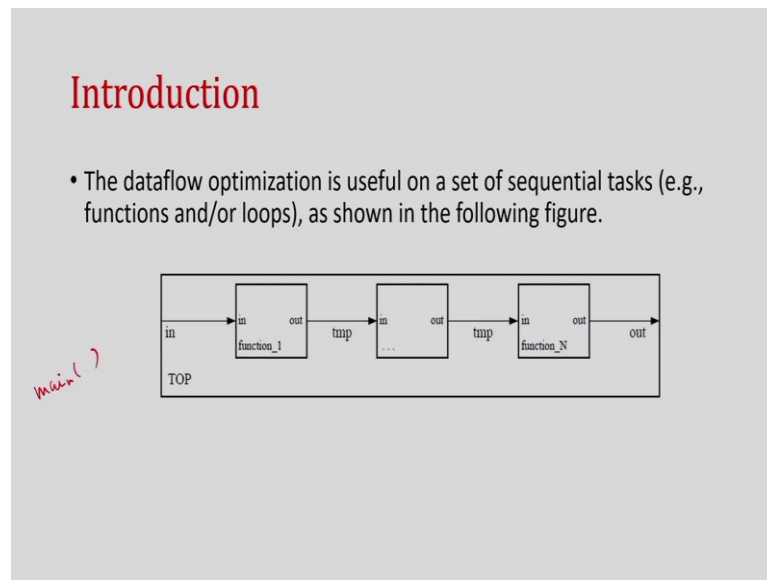 Introduction
• The dataflow optimization is useful on a set of sequential tasks (e.g.,
functions and/or loops), as shown in the following figure.
in
in out
function_1
tmp
in out
...
tmp
in out
function_N
out
TOP
main( )